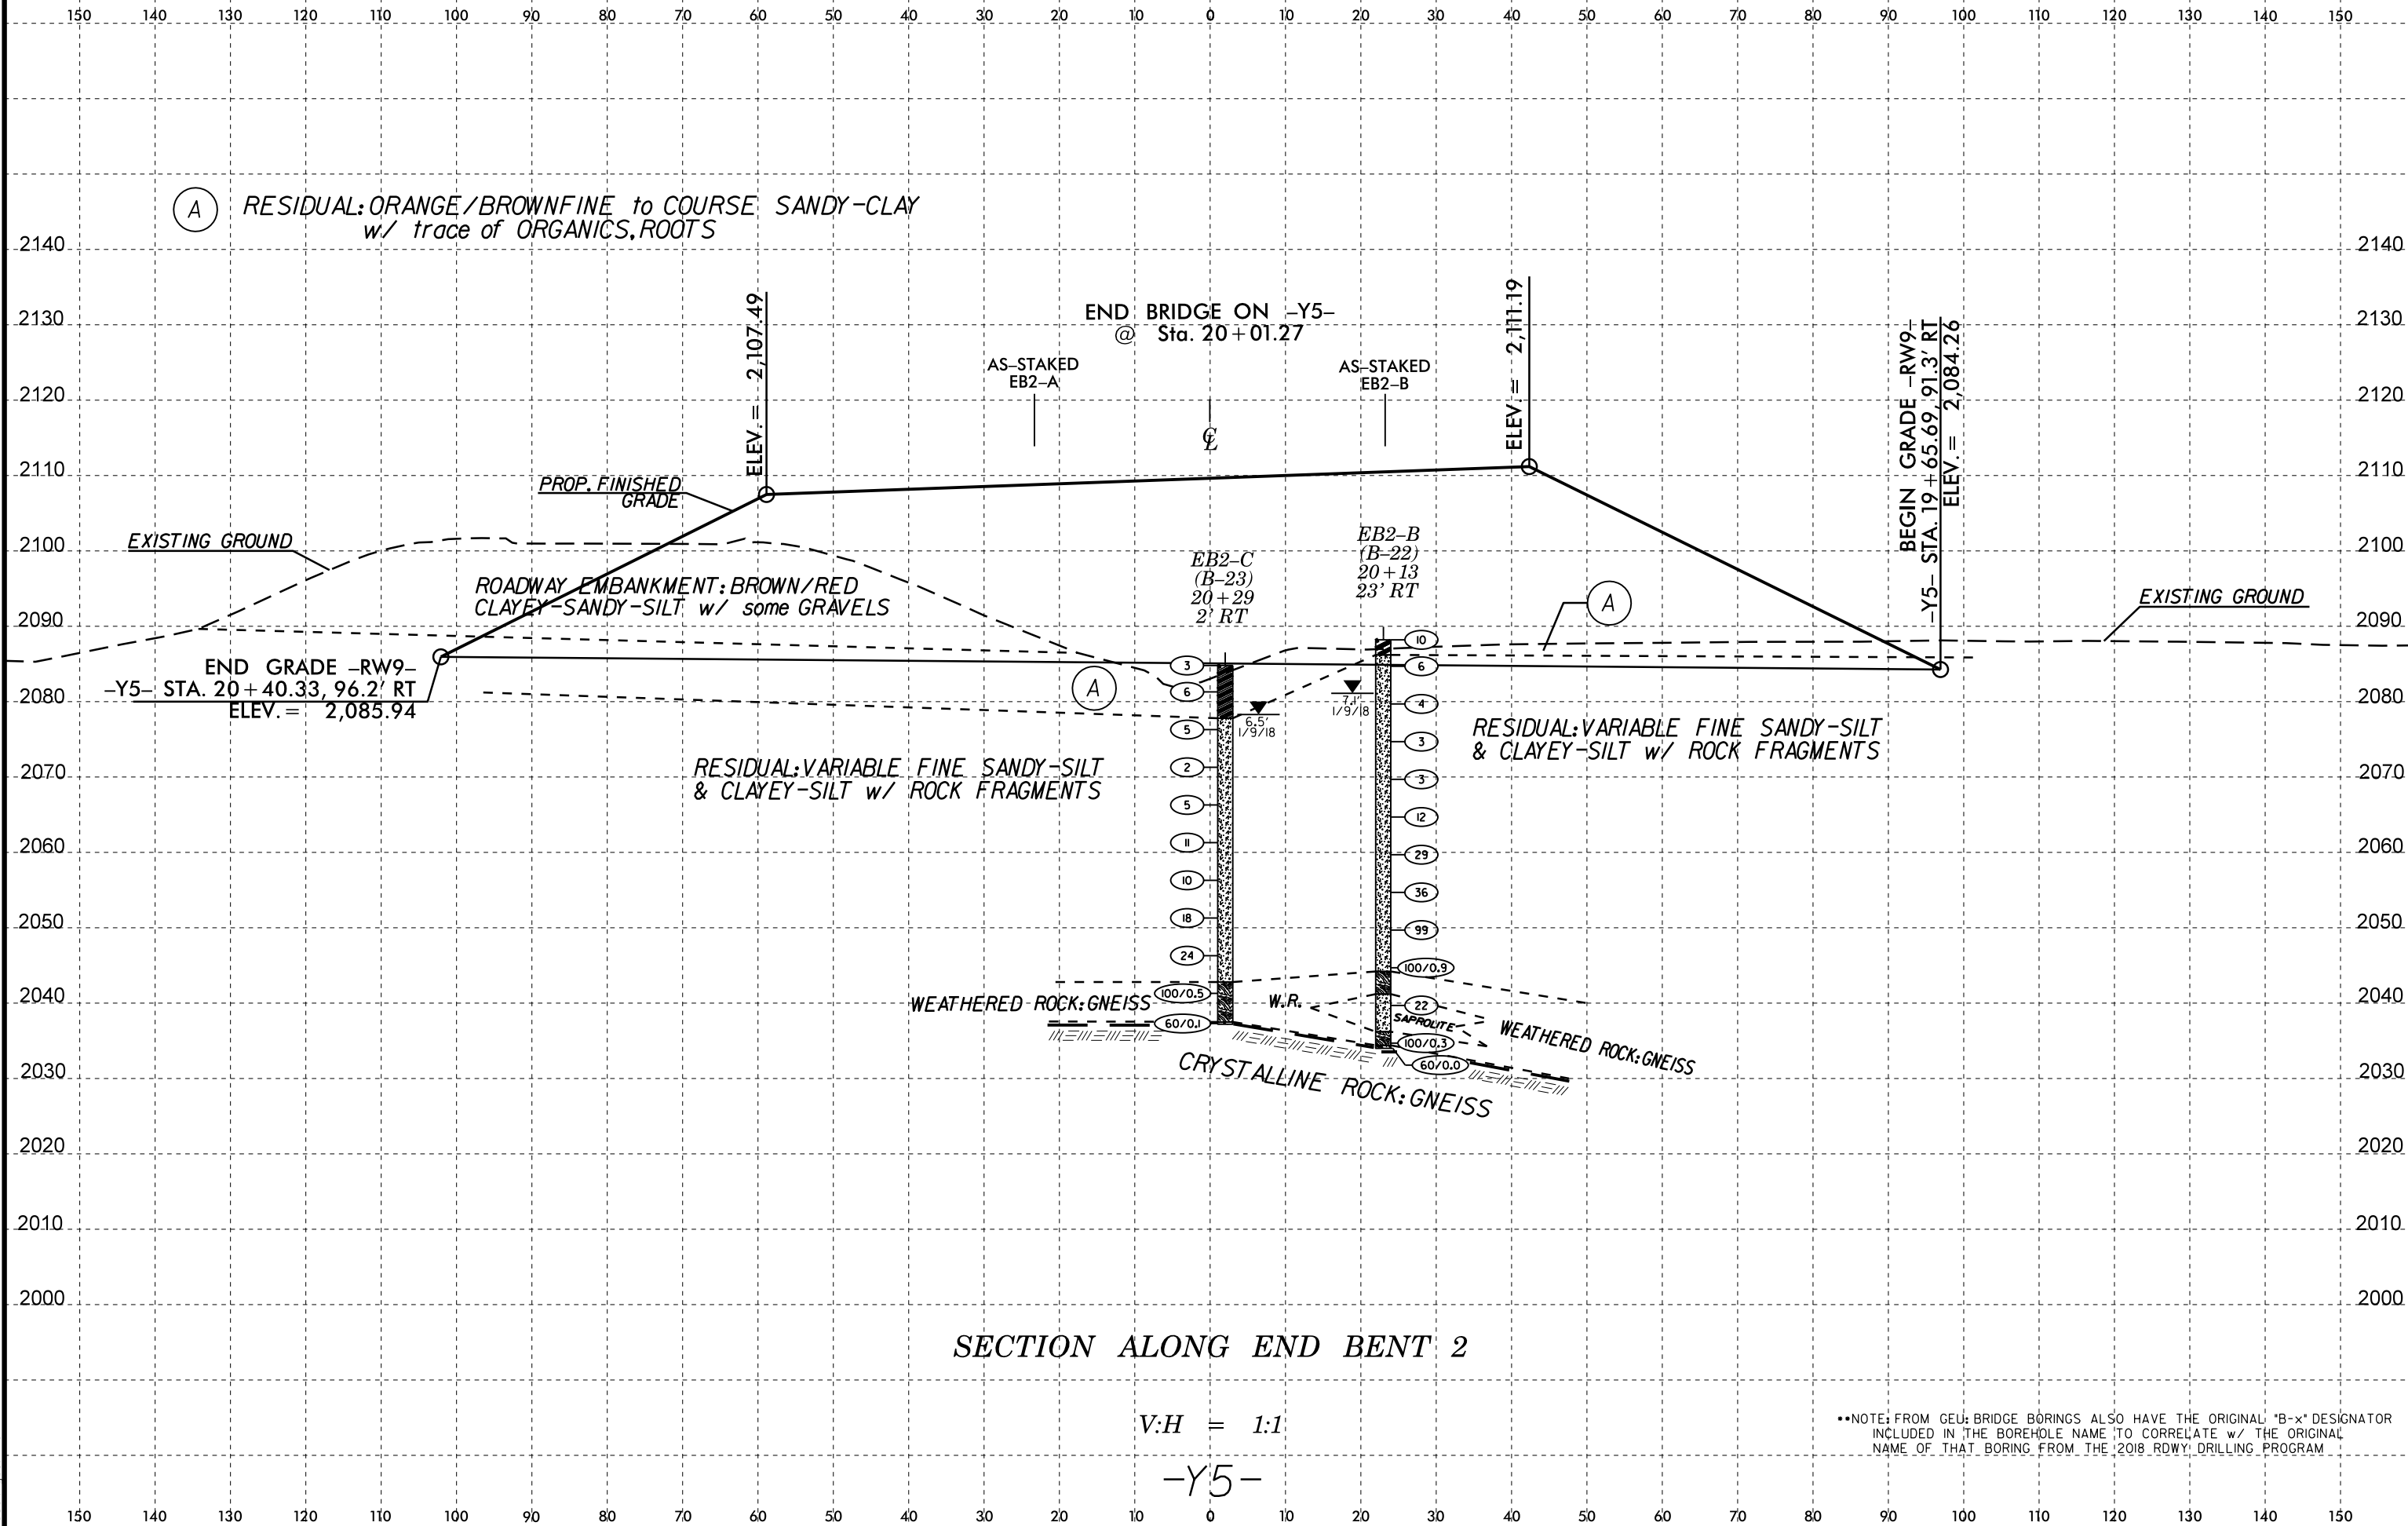 150 140 130 120 110 100 90 80 70 60 50 40 30 20 10 0 10 20 30 40 50 60 70 80 90 100 110 120 130 140 150
A RESIDUAL: ORANGE/BROWNFINE to COURSE SANDY-CLAY
w/ trace of ORGANICS, ROOTS
2140 2140
2130 2130
2120 2120
2110 2110
2100 2100
2090 2090
2080 2080
2070 2070
2060 2060
2050 2050
2040 2040
2030 2030
2020 2020
2010 2010
2000 2000
ELEV. = 2,107.49
END BRIDGE ON -Y5-
@ Sta. 20+01.27
AS-STAKED
EB2-A
℄
AS-STAKED
EB2-B
ELEV. = 2,111.19
BEGIN GRADE -RW9-
-Y5- STA. 19+65.69, 91.3' RT
ELEV. = 2,084.26
PROP. FINISHED
GRADE
EXISTING GROUND
ROADWAY EMBANKMENT: BROWN/RED
CLAYEY-SANDY-SILT w/ some GRAVELS
EB2-C
(B-23)
20+29
2' RT
EB2-B
(B-22)
20+13
23' RT
A
EXISTING GROUND
END GRADE -RW9-
-Y5- STA. 20+40.33, 96.2' RT
ELEV. = 2,085.94
A
6.5'
1/9/18
7.1'
1/9/18
RESIDUAL: VARIABLE FINE SANDY-SILT
& CLAYEY-SILT w/ ROCK FRAGMENTS
RESIDUAL: VARIABLE FINE SANDY-SILT
& CLAYEY-SILT w/ ROCK FRAGMENTS
3
6
5
2
5
11
10
18
24
100/0.5
60/0.1
10
6
4
3
3
12
29
36
99
100/0.9
22
100/0.3
60/0.0
WEATHERED ROCK: GNEISS
W.R.
SAPROLITE
WEATHERED ROCK: GNEISS
CRYSTALLINE ROCK: GNEISS
SECTION ALONG END BENT 2
V:H = 1:1
-Y5-
••NOTE: FROM GEU: BRIDGE BORINGS ALSO HAVE THE ORIGINAL "B-x" DESIGNATOR
INCLUDED IN THE BOREHOLE NAME TO CORRELATE w/ THE ORIGINAL
NAME OF THAT BORING FROM THE 2018 RDWY DRILLING PROGRAM
150 140 130 120 110 100 90 80 70 60 50 40 30 20 10 0 10 20 30 40 50 60 70 80 90 100 110 120 130 140 150